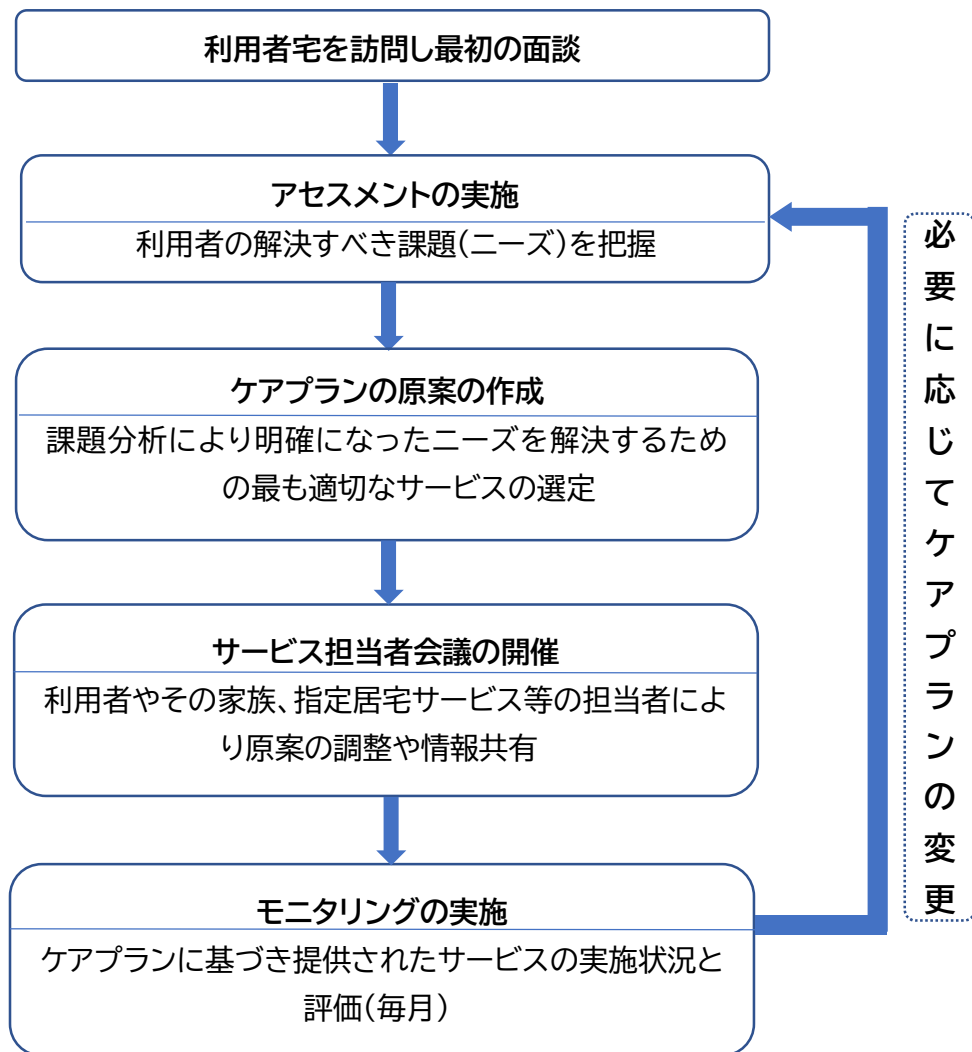 利用者宅を訪問し最初の面談
アセスメントの実施
利用者の解決すべき課題(ニーズ)を把握
ケアプランの原案の作成
課題分析により明確になったニーズを解決するため
の最も適切なサービスの選定
サービス担当者会議の開催
利用者やその家族、指定居宅サービス等の担当者によ
り原案の調整や情報共有
モニタリングの実施
ケアプランに基づき提供されたサービスの実施状況と
評価(毎月)
必要に応じてケアプランの変更